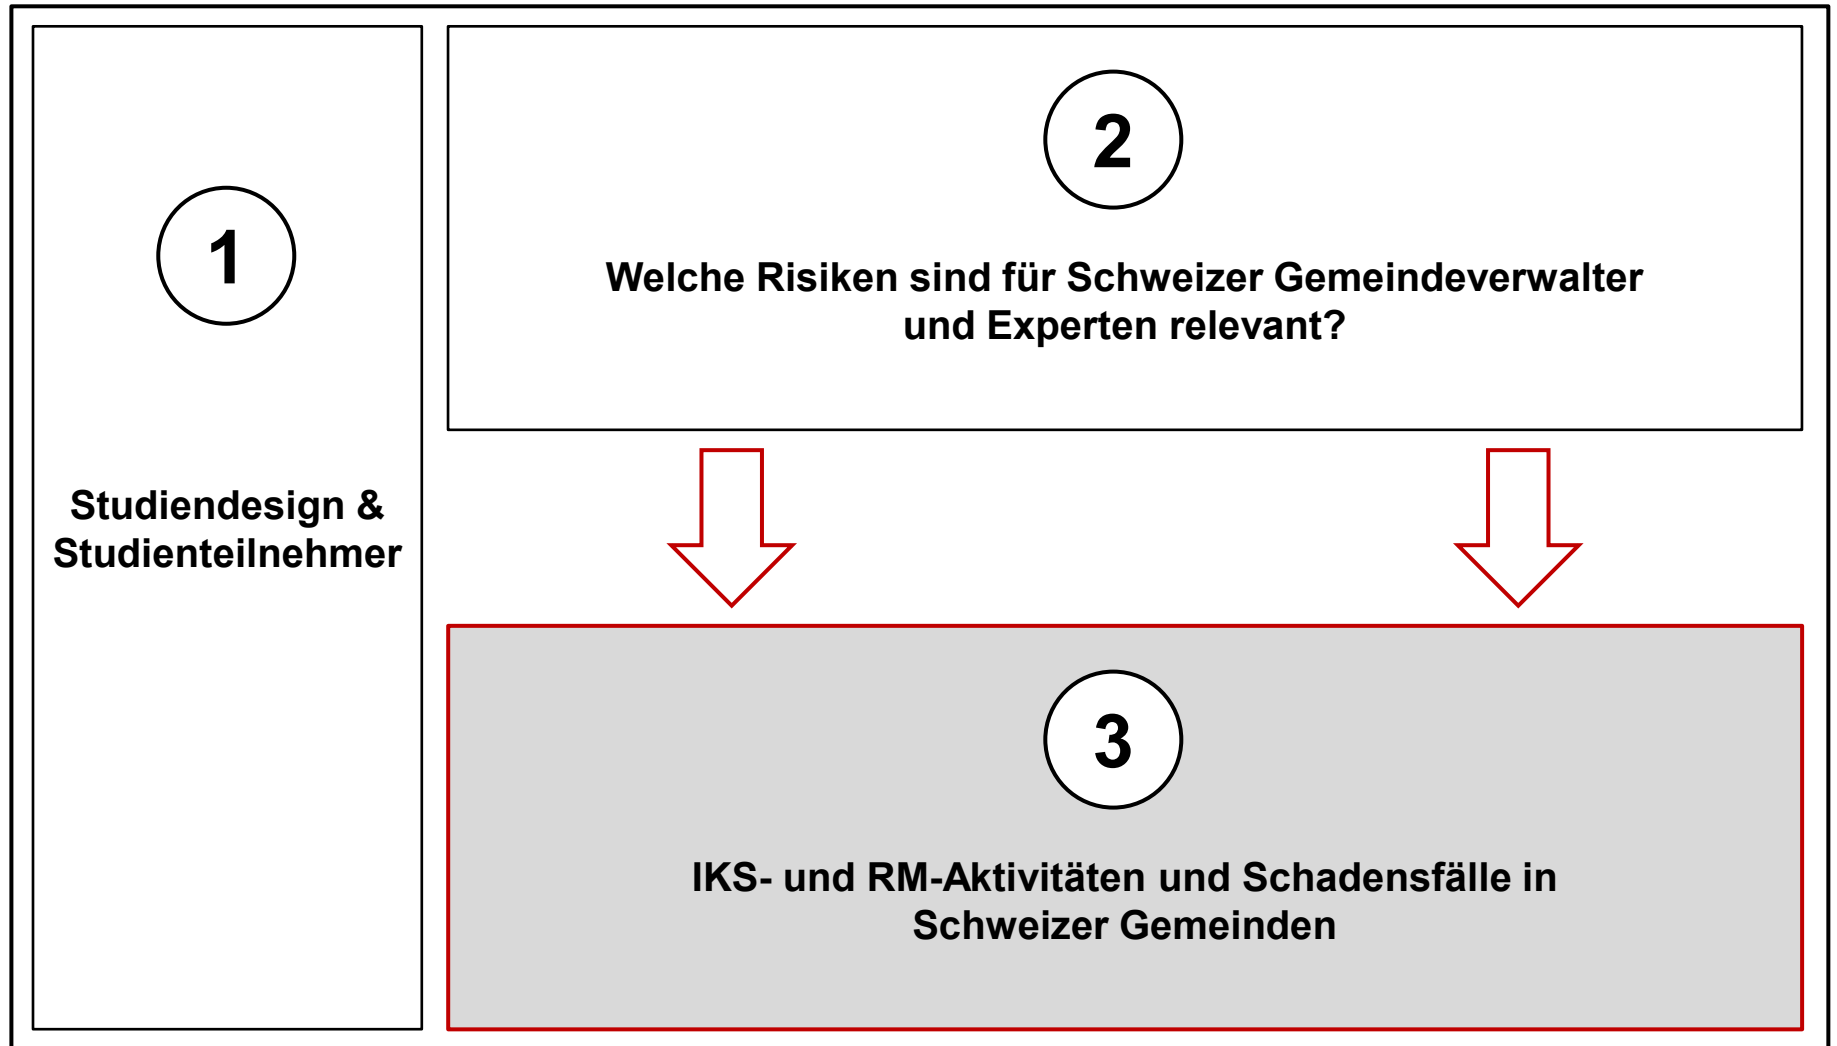 1
Studiendesign &
Studienteilnehmer
2
Welche Risiken sind für Schweizer Gemeindeverwalter
und Experten relevant?
3
IKS- und RM-Aktivitäten und Schadensfälle in
Schweizer Gemeinden